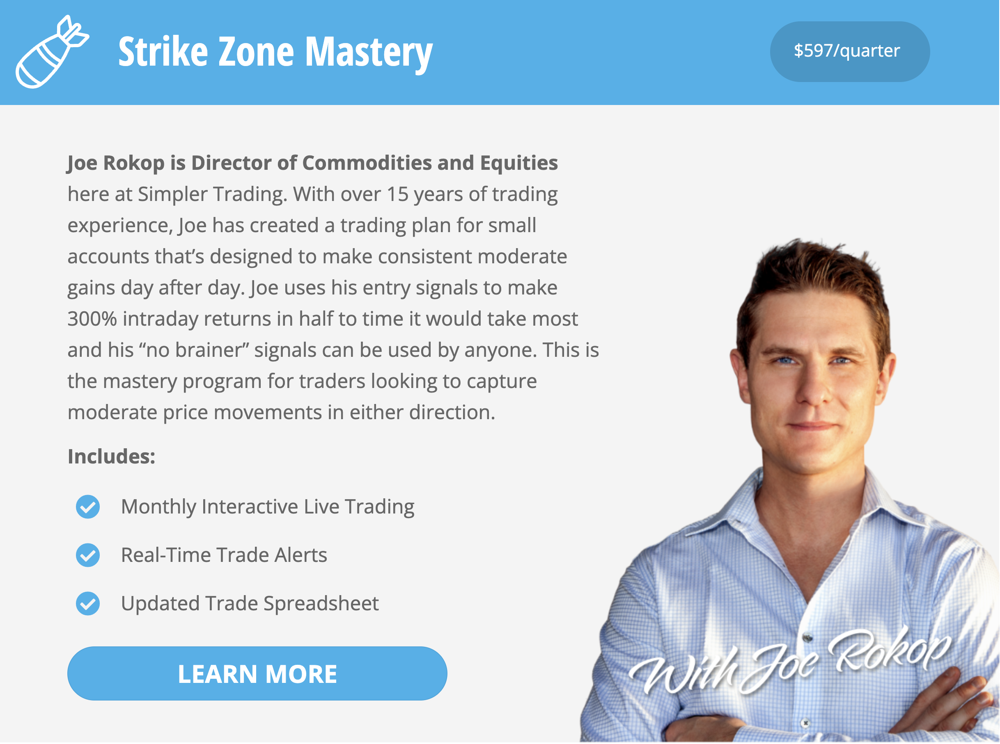 Strike Zone Mastery
$597/quarter
Joe Rokop is Director of Commodities and Equities
here at Simpler Trading. With over 15 years of trading
experience, Joe has created a trading plan for small
accounts that’s designed to make consistent moderate
gains day after day. Joe uses his entry signals to make
300% intraday returns in half to time it would take most
and his “no brainer” signals can be used by anyone. This is
the mastery program for traders looking to capture
moderate price movements in either direction.
Includes:
Monthly Interactive Live Trading
Real-Time Trade Alerts
Updated Trade Spreadsheet
LEARN MORE
With Joe Rokop